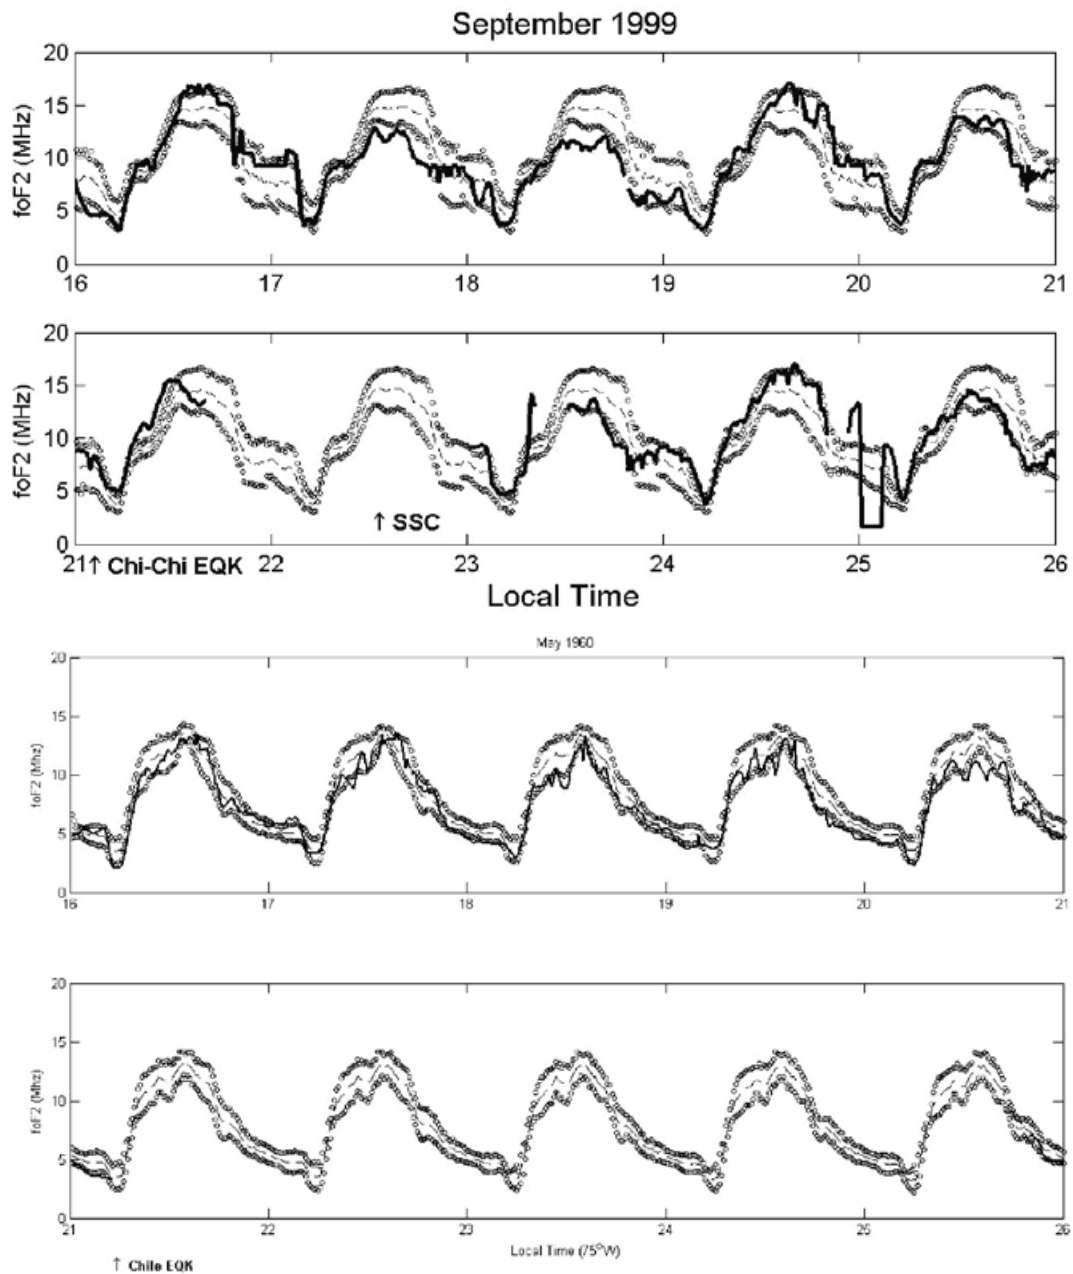 September 1999
20
15
10
5
0
foF2 (MHz)
16 17 18 19 20 21
20
15
10
5
0
foF2 (MHz)
↑ SSC
21↑ Chi-Chi EQK 22 23 24 25 26
Local Time
May 1960
20
15
10
5
0
foF2 (Mhz)
16 17 18 19 20 21
20
15
10
5
0
foF2 (Mhz)
21 22 23 24 25 26
Local Time (75°W)
↑ Chile EQK